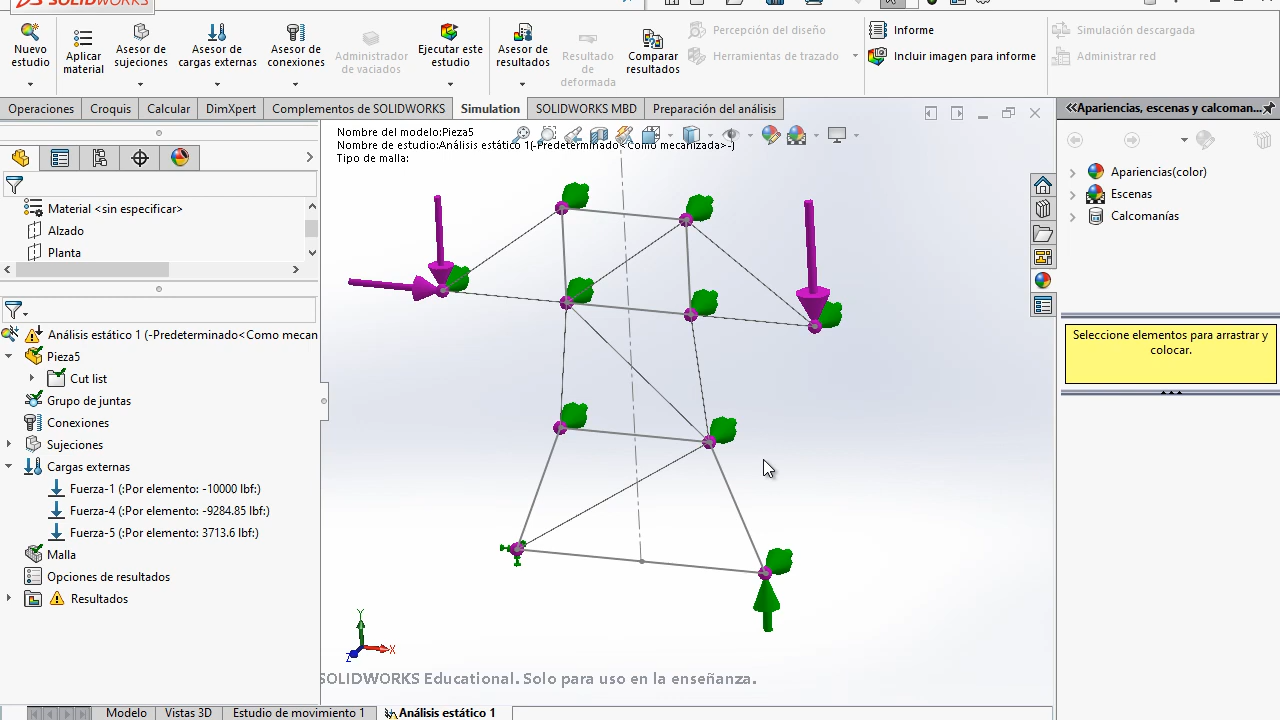 SOLIDWORKS
Nuevo estudio
Aplicar material
Asesor de sujeciones
Asesor de cargas externas
Asesor de conexiones
Administrador de vaciados
Ejecutar este estudio
Asesor de resultados
Resultado de deformada
Comparar resultados
Percepción del diseño
Herramientas de trazado
Informe
Incluir imagen para informe
Simulación descargada
Administrar red
Operaciones
Croquis
Calcular
DimXpert
Complementos de SOLIDWORKS
Simulation
SOLIDWORKS MBD
Preparación del análisis
Material <sin especificar>
Alzado
Planta
Análisis estático 1 (-Predeterminado<Como mecan
Pieza5
Cut list
Grupo de juntas
Conexiones
Sujeciones
Cargas externas
Fuerza-1 (:Por elemento: -10000 lbf:)
Fuerza-4 (:Por elemento: -9284.85 lbf:)
Fuerza-5 (:Por elemento: 3713.6 lbf:)
Malla
Opciones de resultados
Resultados
Nombre del modelo:Pieza5
Nombre de estudio:Análisis estático 1(-Predeterminado<Como mecanizada>-)
Tipo de malla:
Y
X
Z
SOLIDWORKS Educational. Solo para uso en la enseñanza.
<<Apariencias, escenas y calcoman...
Apariencias(color)
Escenas
Calcomanías
Seleccione elementos para arrastrar y
colocar.
Modelo
Vistas 3D
Estudio de movimiento 1
Análisis estático 1